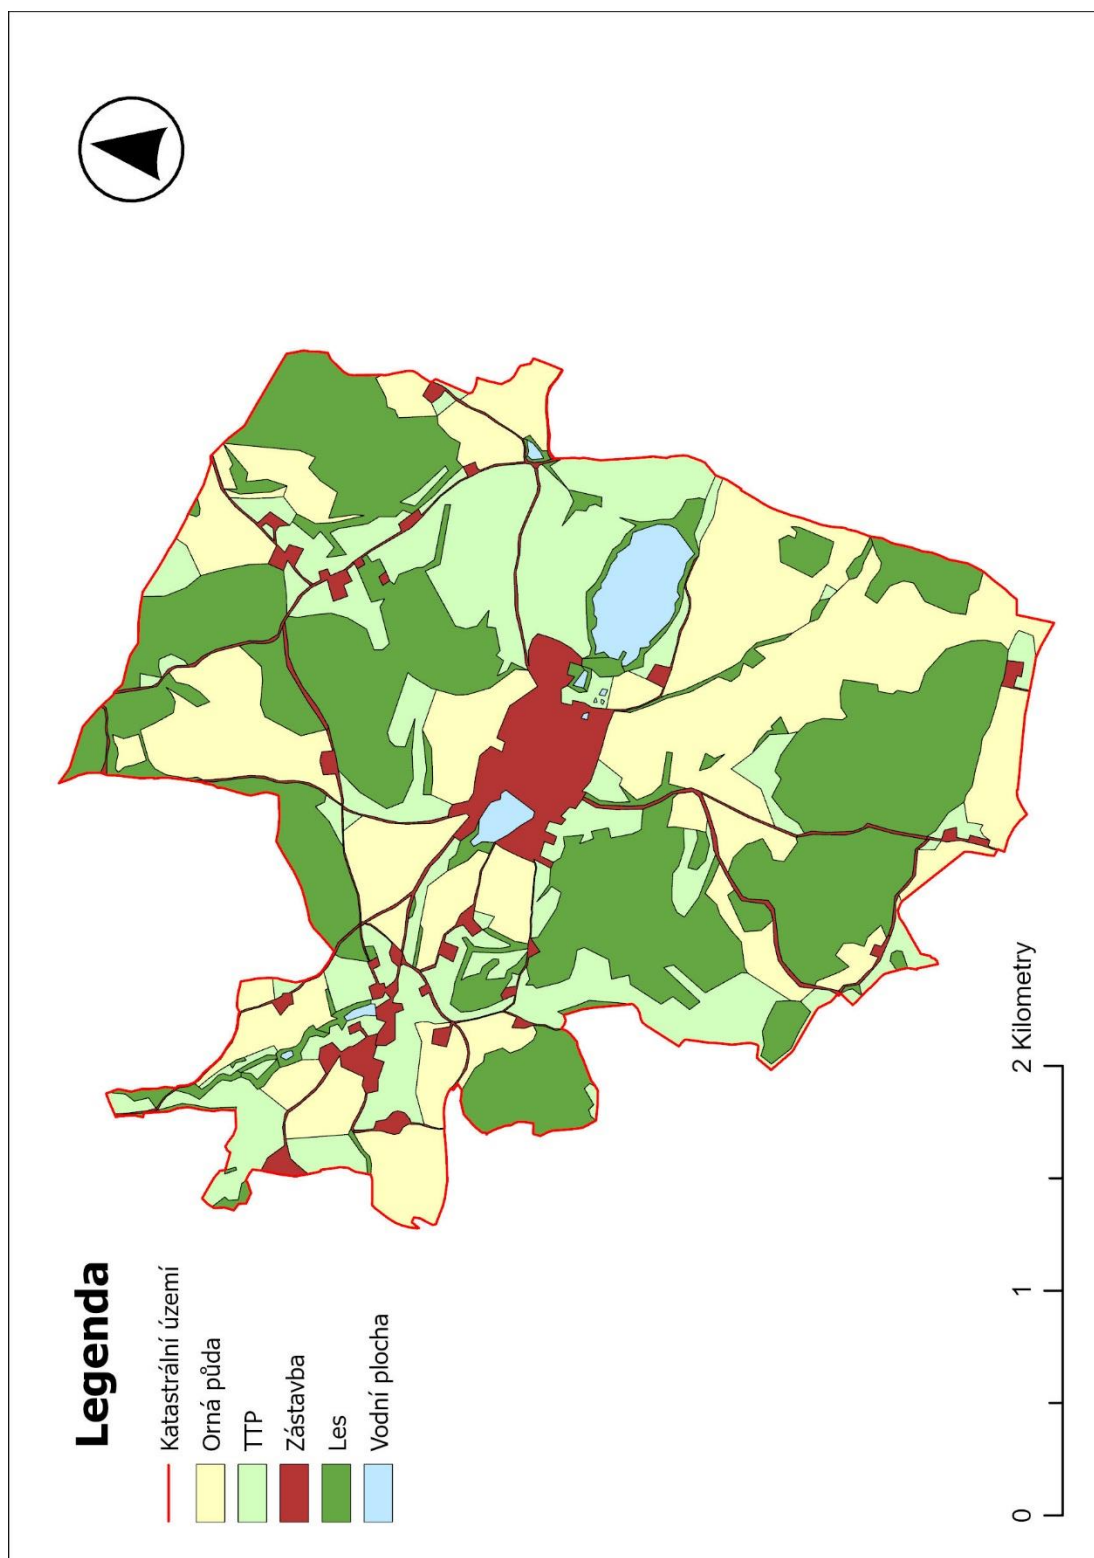 Legenda
Katastrální území
Orná půda
TTP
Zástavba
Les
Vodní plocha
0 1 2 Kilometry